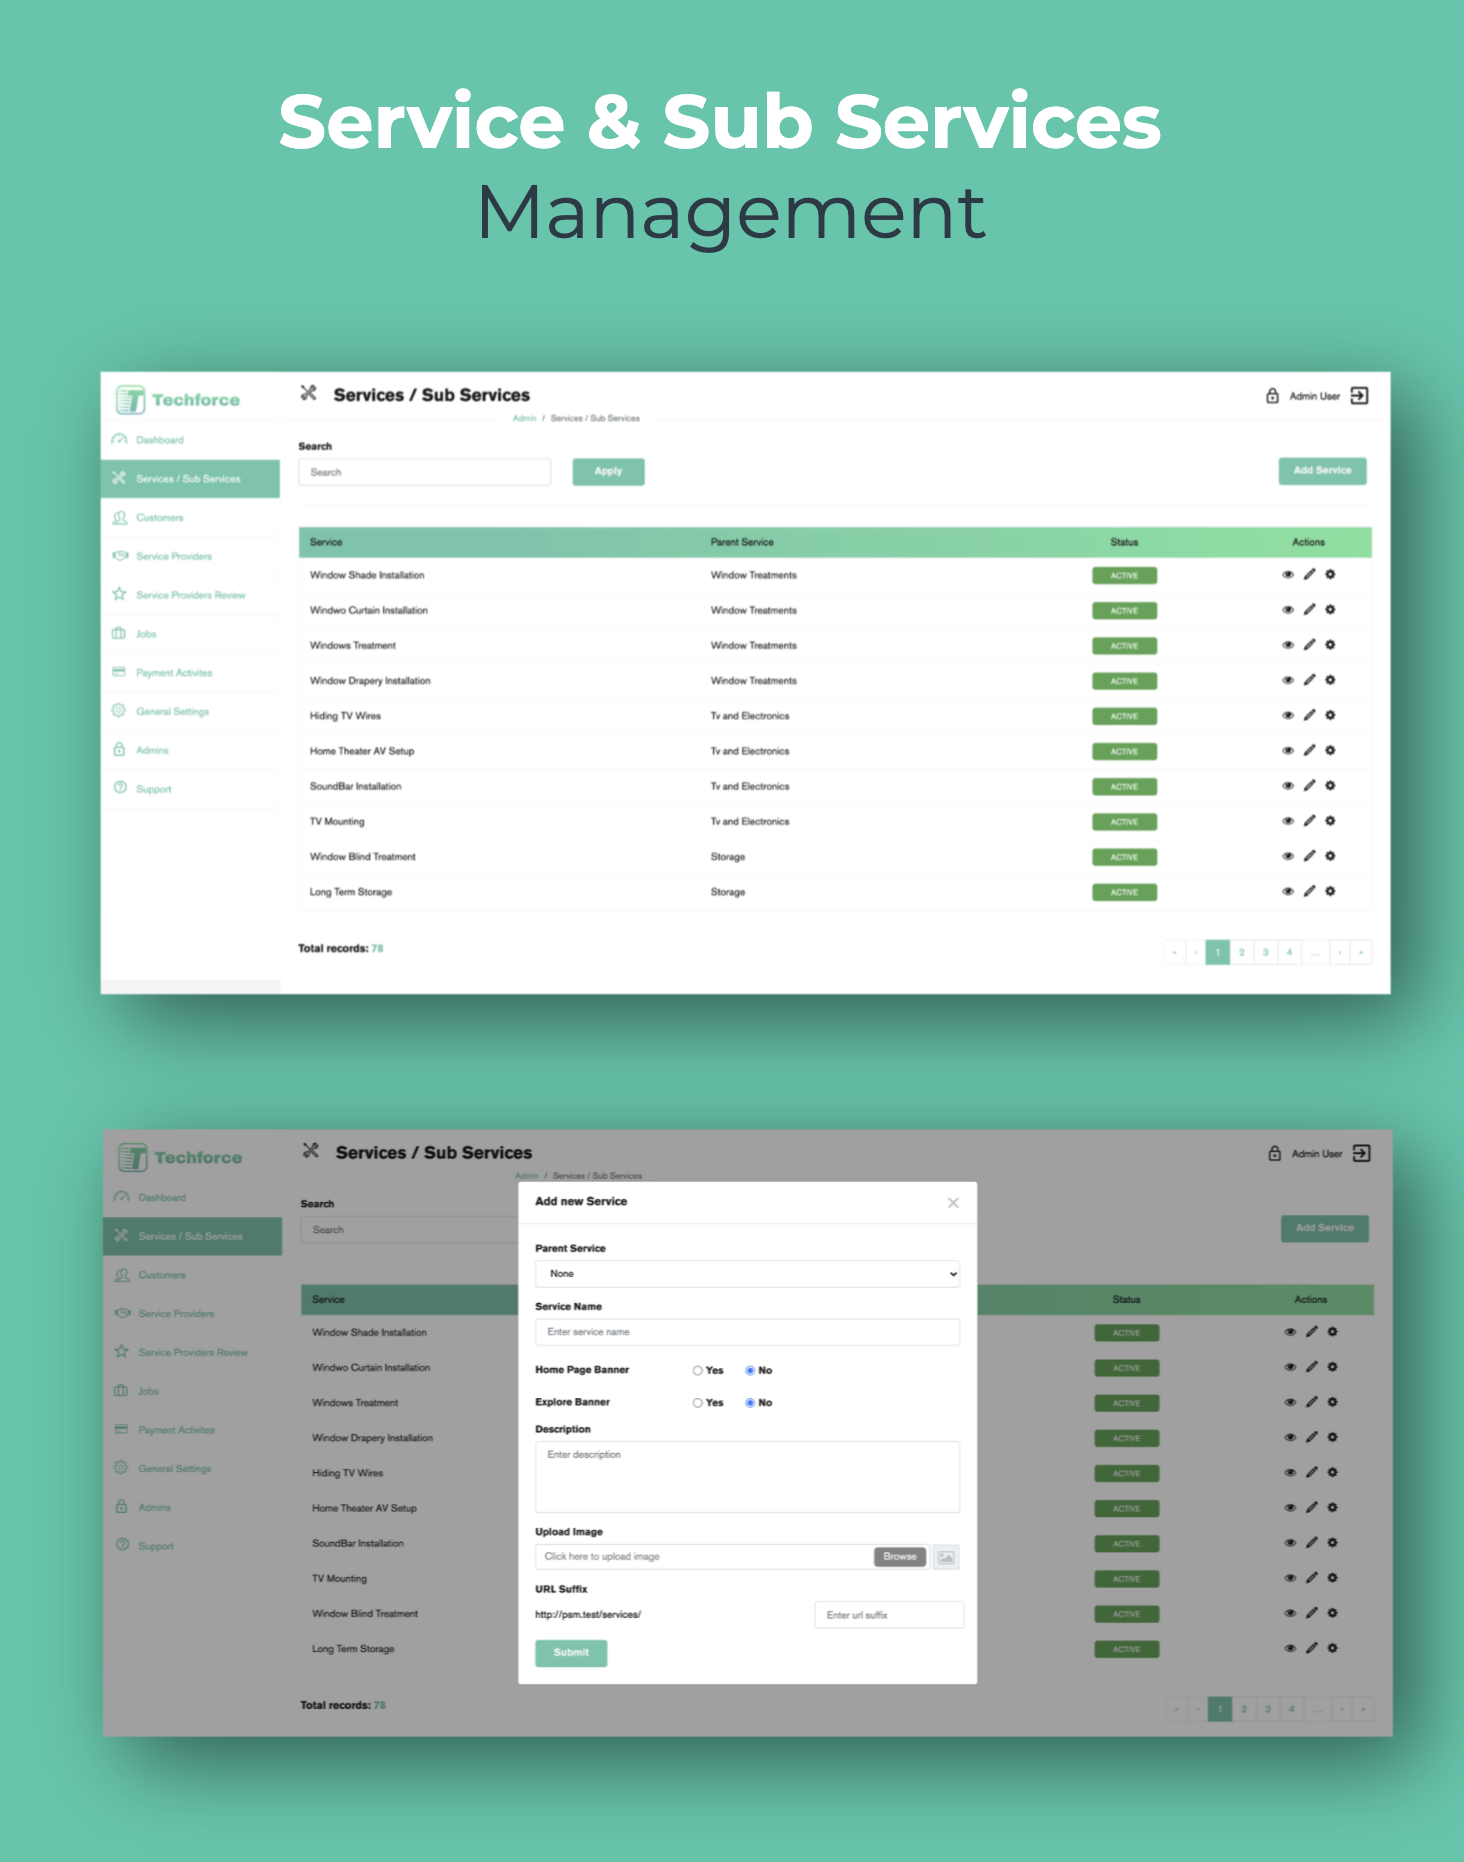 Service & Sub Services
Management
Techforce
Services / Sub Services
Admin User
Admin / Services / Sub Services
Dashboard
Services / Sub Services
Customers
Service Providers
Service Providers Review
Jobs
Payment Activites
General Settings
Admins
Support
Search
Search
Apply
Add Service
Service Parent Service Status Actions
Window Shade Installation Window Treatments ACTIVE
Windwo Curtain Installation Window Treatments ACTIVE
Windows Treatment Window Treatments ACTIVE
Window Drapery Installation Window Treatments ACTIVE
Hiding TV Wires Tv and Electronics ACTIVE
Home Theater AV Setup Tv and Electronics ACTIVE
SoundBar Installation Tv and Electronics ACTIVE
TV Mounting Tv and Electronics ACTIVE
Window Blind Treatment Storage ACTIVE
Long Term Storage Storage ACTIVE
Total records: 78
« ‹ 1 2 3 4 ... › »
Techforce
Services / Sub Services
Admin User
Admin / Services / Sub Services
Dashboard
Services / Sub Services
Customers
Service Providers
Service Providers Review
Jobs
Payment Activites
General Settings
Admins
Support
Search
Search
Add Service
Service Status Actions
Window Shade Installation ACTIVE
Windwo Curtain Installation ACTIVE
Windows Treatment ACTIVE
Window Drapery Installation ACTIVE
Hiding TV Wires ACTIVE
Home Theater AV Setup ACTIVE
SoundBar Installation ACTIVE
TV Mounting ACTIVE
Window Blind Treatment ACTIVE
Long Term Storage ACTIVE
Total records: 78
« ‹ 1 2 3 4 ... › »
Add new Service ×
Parent Service
None
Service Name
Enter service name
Home Page Banner Yes No
Explore Banner Yes No
Description
Enter description
Upload Image
Click here to upload image Browse
URL Suffix
http://psm.test/services/ Enter url suffix
Submit